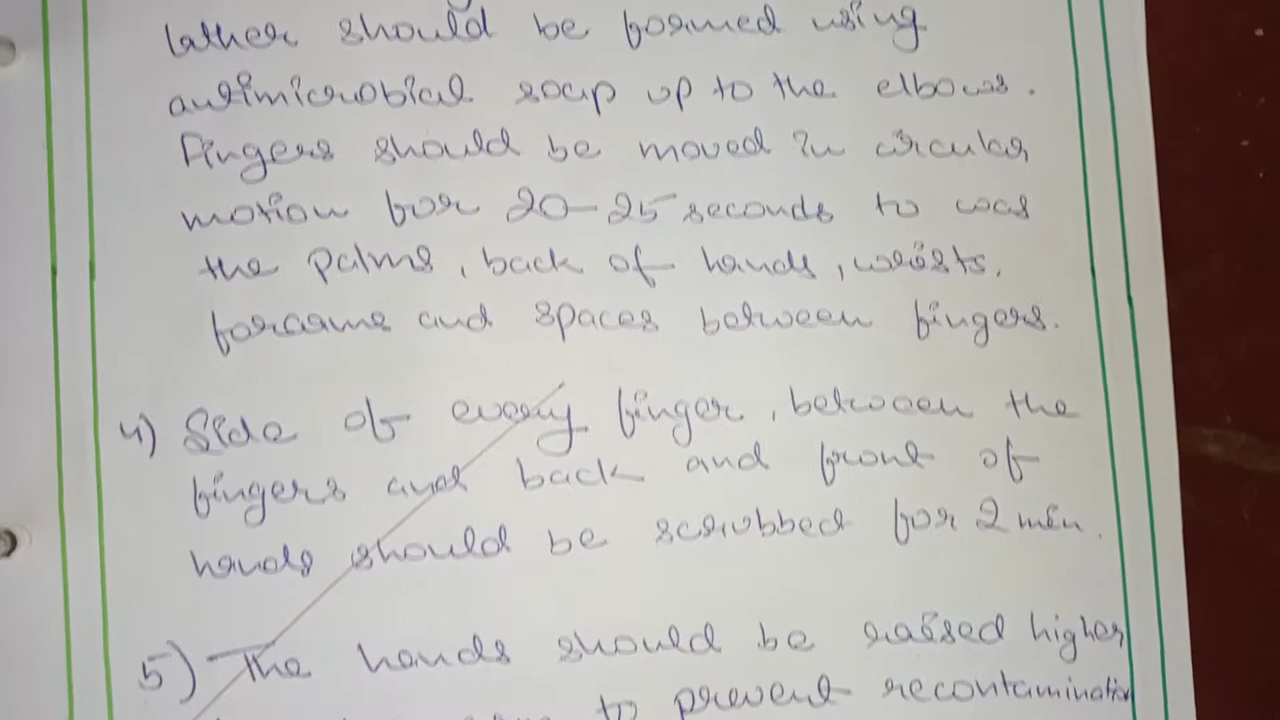 lather should be formed using
antimicrobial soap up to the elbows.
Fingers should be moved in circular
motion for 20-25 seconds to was
the palms, back of hands, wrists,
forearms and spaces between fingers.
4) Side of every finger, between the
fingers and back and front of
hands should be scrubbed for 2 min.
5) The hands should be raised higher
to prevent recontamination